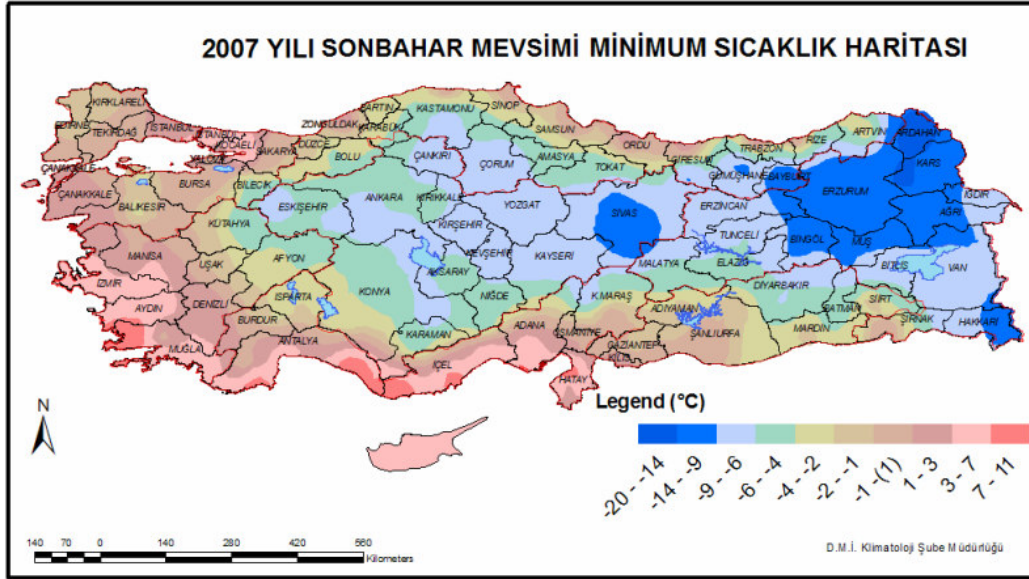 2007 YILI SONBAHAR MEVSİMİ MİNİMUM SICAKLIK HARİTASI
KIRKLARELİ
EDİRNE
TEKİRDAĞ
İSTANBUL
İSTANBUL
KOCAELİ
YALOVA
SAKARYA
DÜZCE
ZONGULDAK
BARTIN
KARABÜK
KASTAMONU
SİNOP
SAMSUN
ORDU
GİRESUN
TRABZON
RİZE
ARTVİN
ARDAHAN
KARS
ÇANAKKALE
ÇANAKKALE
BURSA
BİLECİK
BOLU
ÇANKIRI
ÇORUM
AMASYA
TOKAT
GÜMÜŞHANE
BAYBURT
ERZURUM
IĞDIR
AĞRI
BALIKESİR
KÜTAHYA
ESKİŞEHİR
ANKARA
KIRIKKALE
KIRŞEHİR
YOZGAT
SİVAS
ERZİNCAN
TUNCELİ
BİNGÖL
MUŞ
BİTLİS
VAN
MANİSA
UŞAK
AFYON
KONYA
AKSARAY
NEVŞEHİR
KAYSERİ
MALATYA
ELAZIĞ
DİYARBAKIR
BATMAN
SİİRT
ŞIRNAK
HAKKARİ
İZMİR
AYDIN
DENİZLİ
ISPARTA
BURDUR
MUĞLA
ANTALYA
KARAMAN
NİĞDE
İÇEL
ADANA
OSMANİYE
K.MARAŞ
ADIYAMAN
GAZİANTEP
KİLİS
ŞANLIURFA
MARDİN
HATAY
N
Legend (°C)
-20 - -14
-14 - -9
-9 - -6
-6 - -4
-4 - -2
-2 - -1
-1 -(1)
1 - 3
3 - 7
7 - 11
140 70 0 140 280 420 560
Kilometers
D.M.İ. Klimatoloji Şube Müdürlüğü